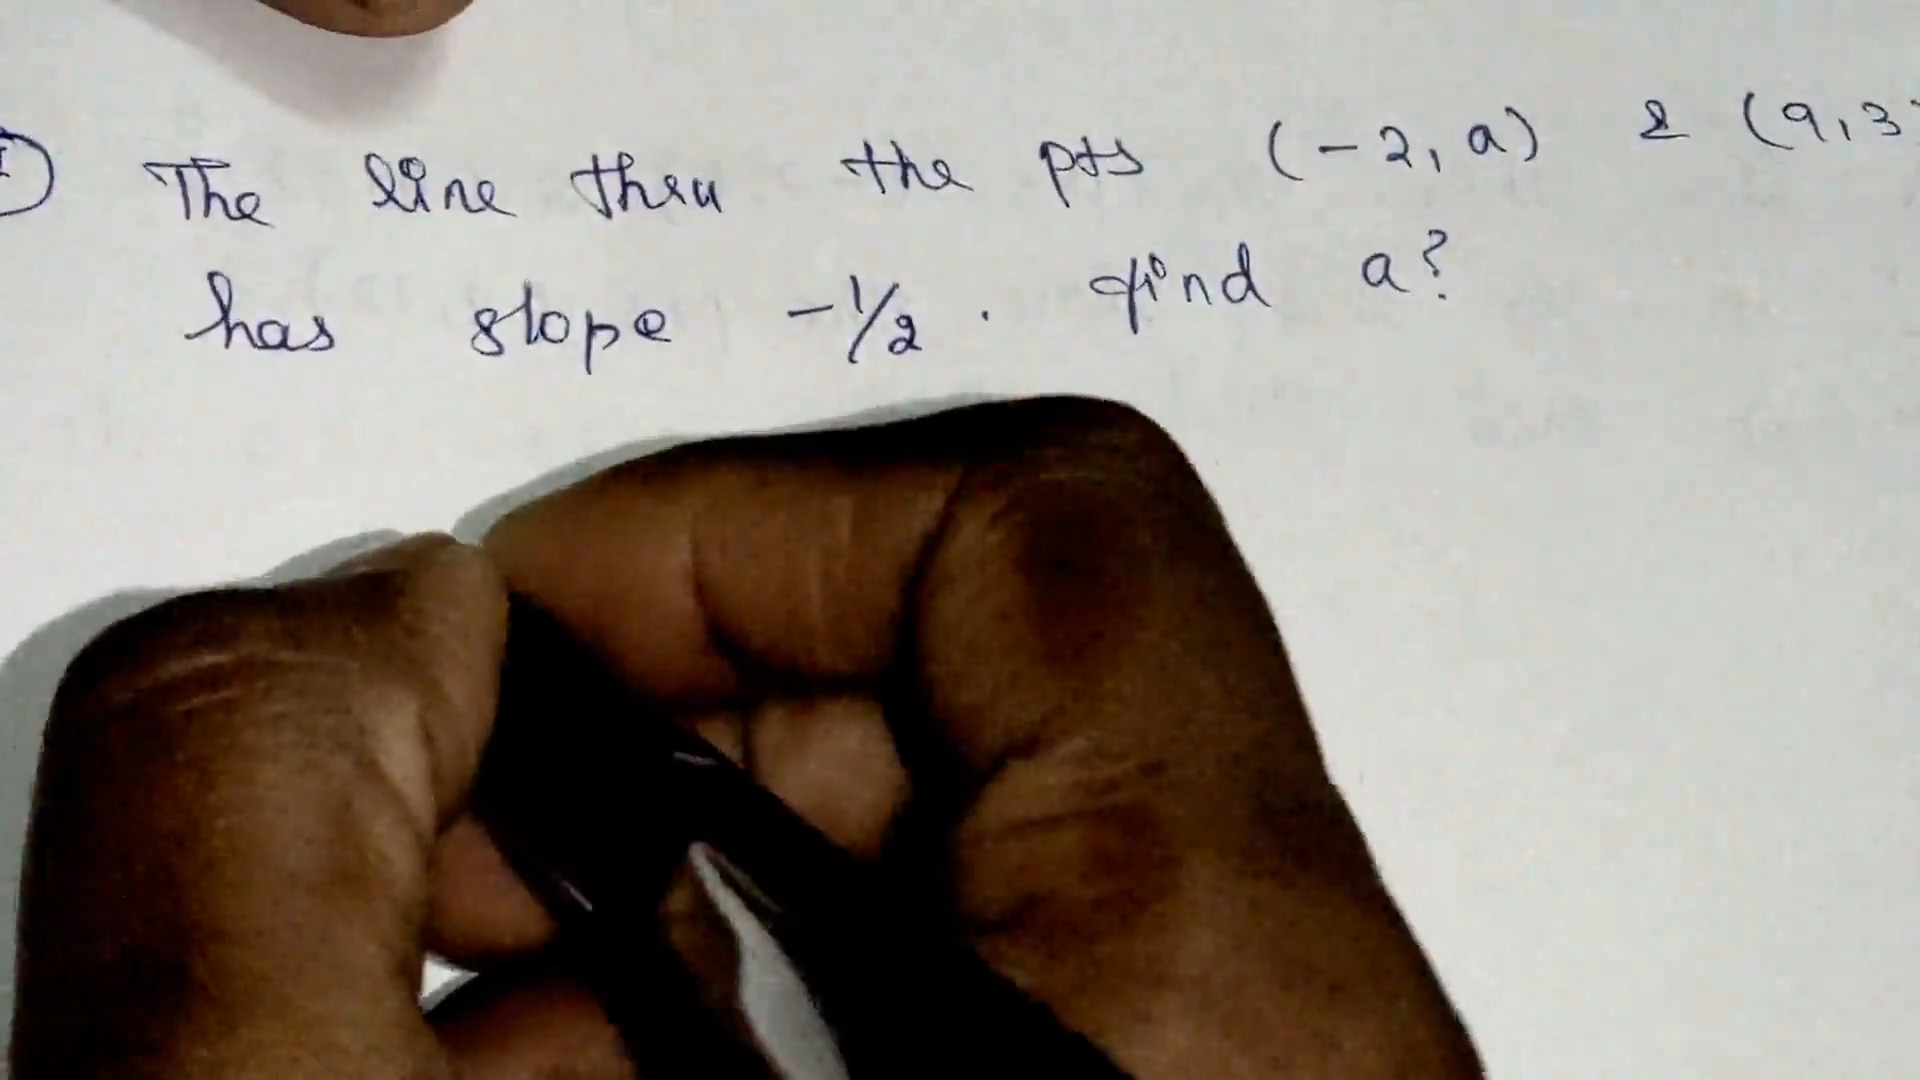 The line thru the pts (-2, a) & (9,3
has slope -1/2. find a?